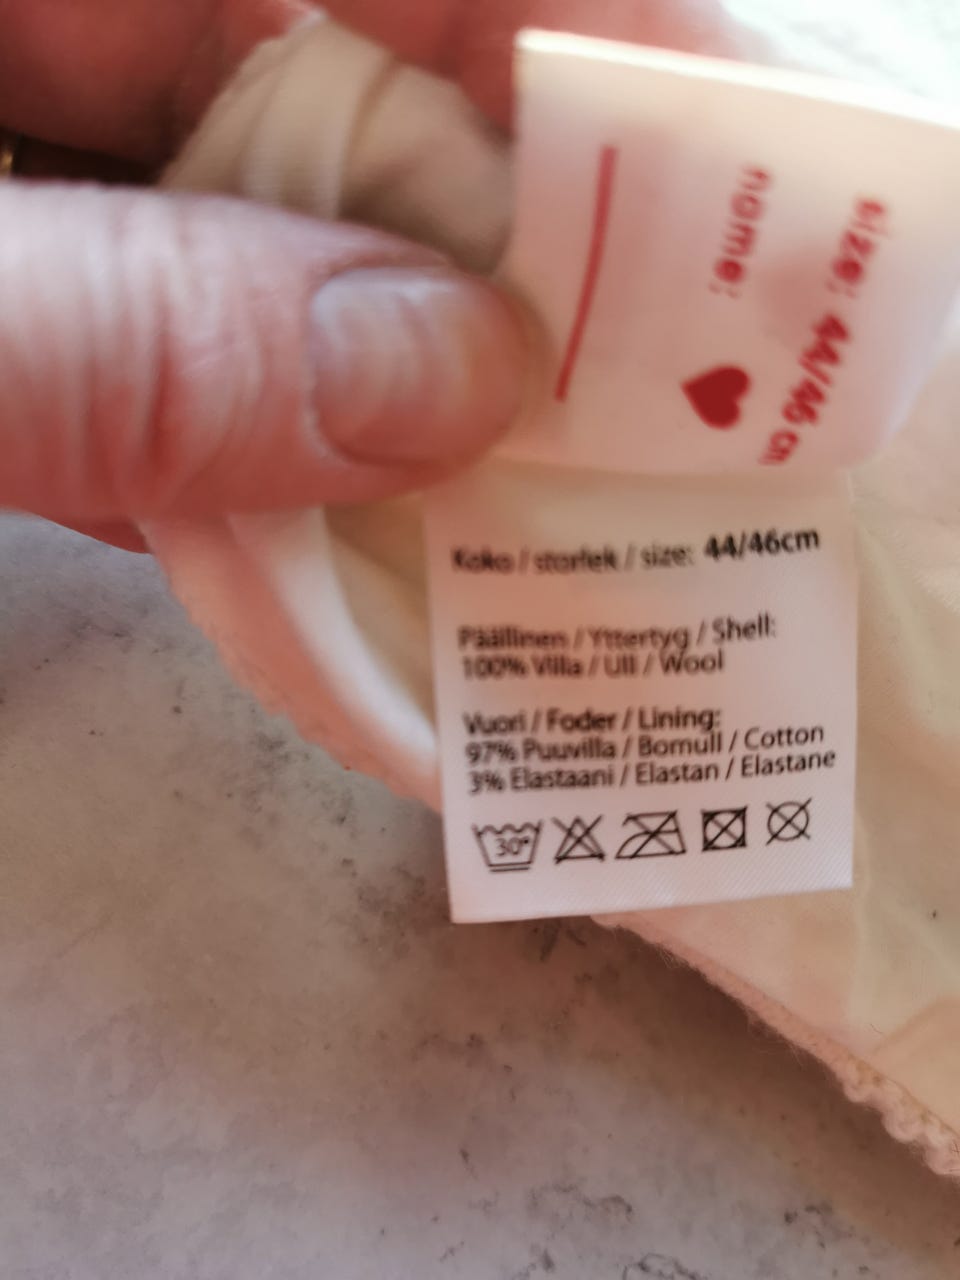 size: 44/46 cm
name:
Koko / storlek / size: 44/46cm
Päällinen / Yttertyg / Shell:
100% Villa / Ull / Wool
Vuori / Foder / Lining:
97% Puuvilla / Bomull / Cotton
3% Elastaani / Elastan / Elastane
30°